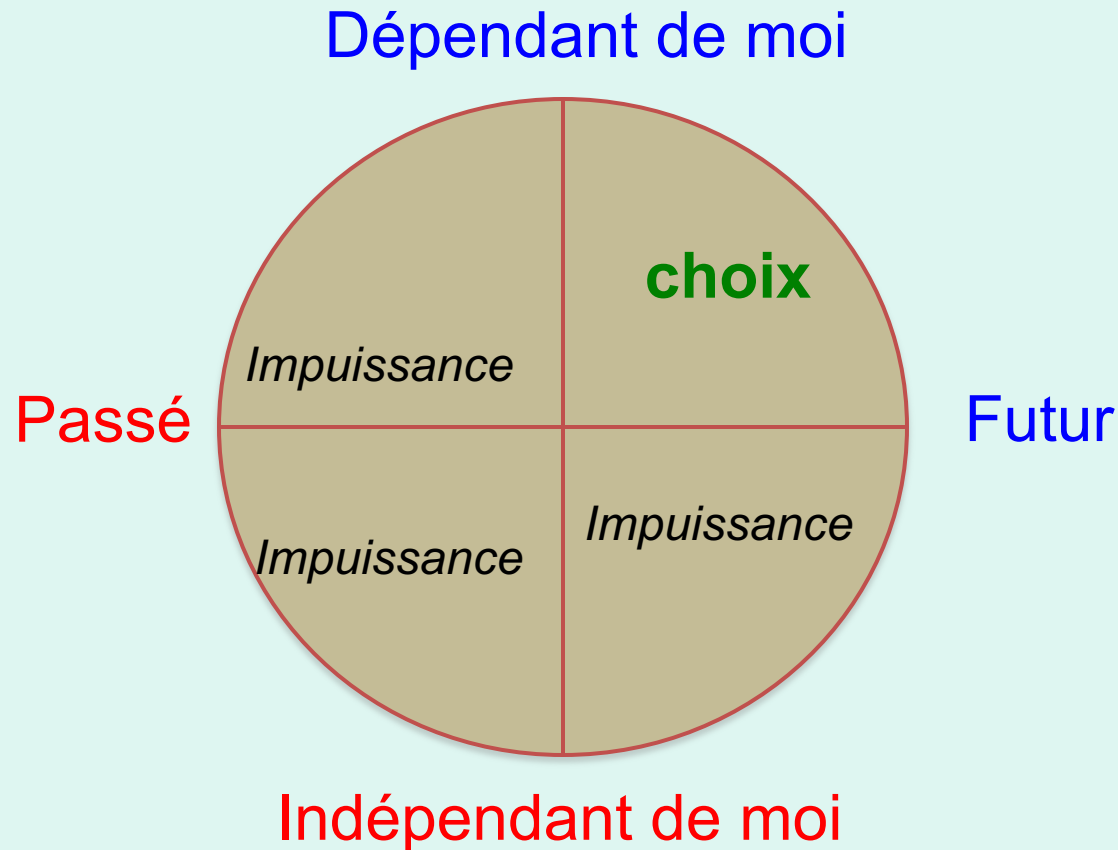 Dépendant de moi
choix
Impuissance
Passé
Futur
Impuissance
Impuissance
Indépendant de moi